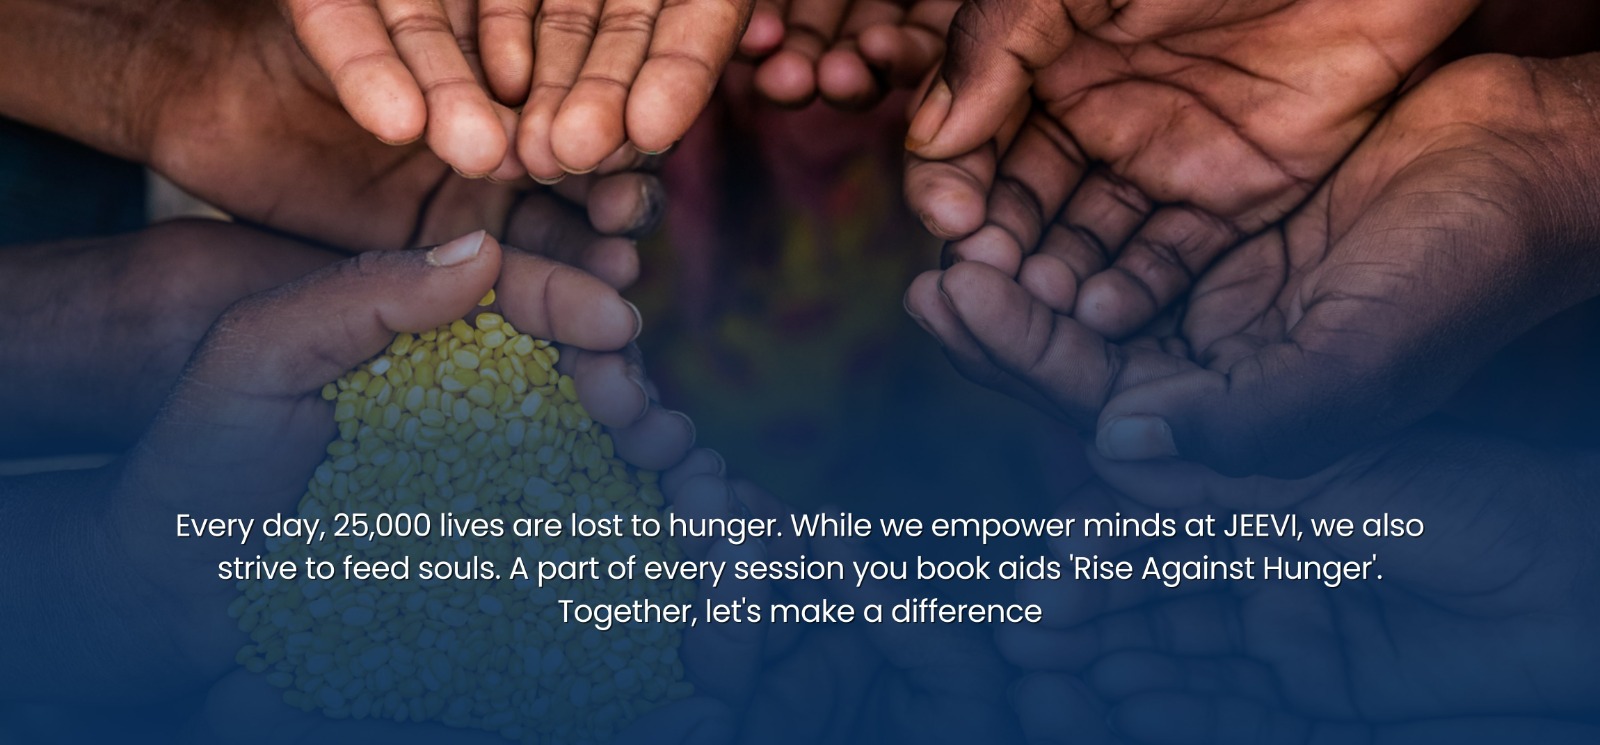 Every day, 25,000 lives are lost to hunger. While we empower minds at JEEVI, we also
strive to feed souls. A part of every session you book aids 'Rise Against Hunger'.
Together, let's make a difference